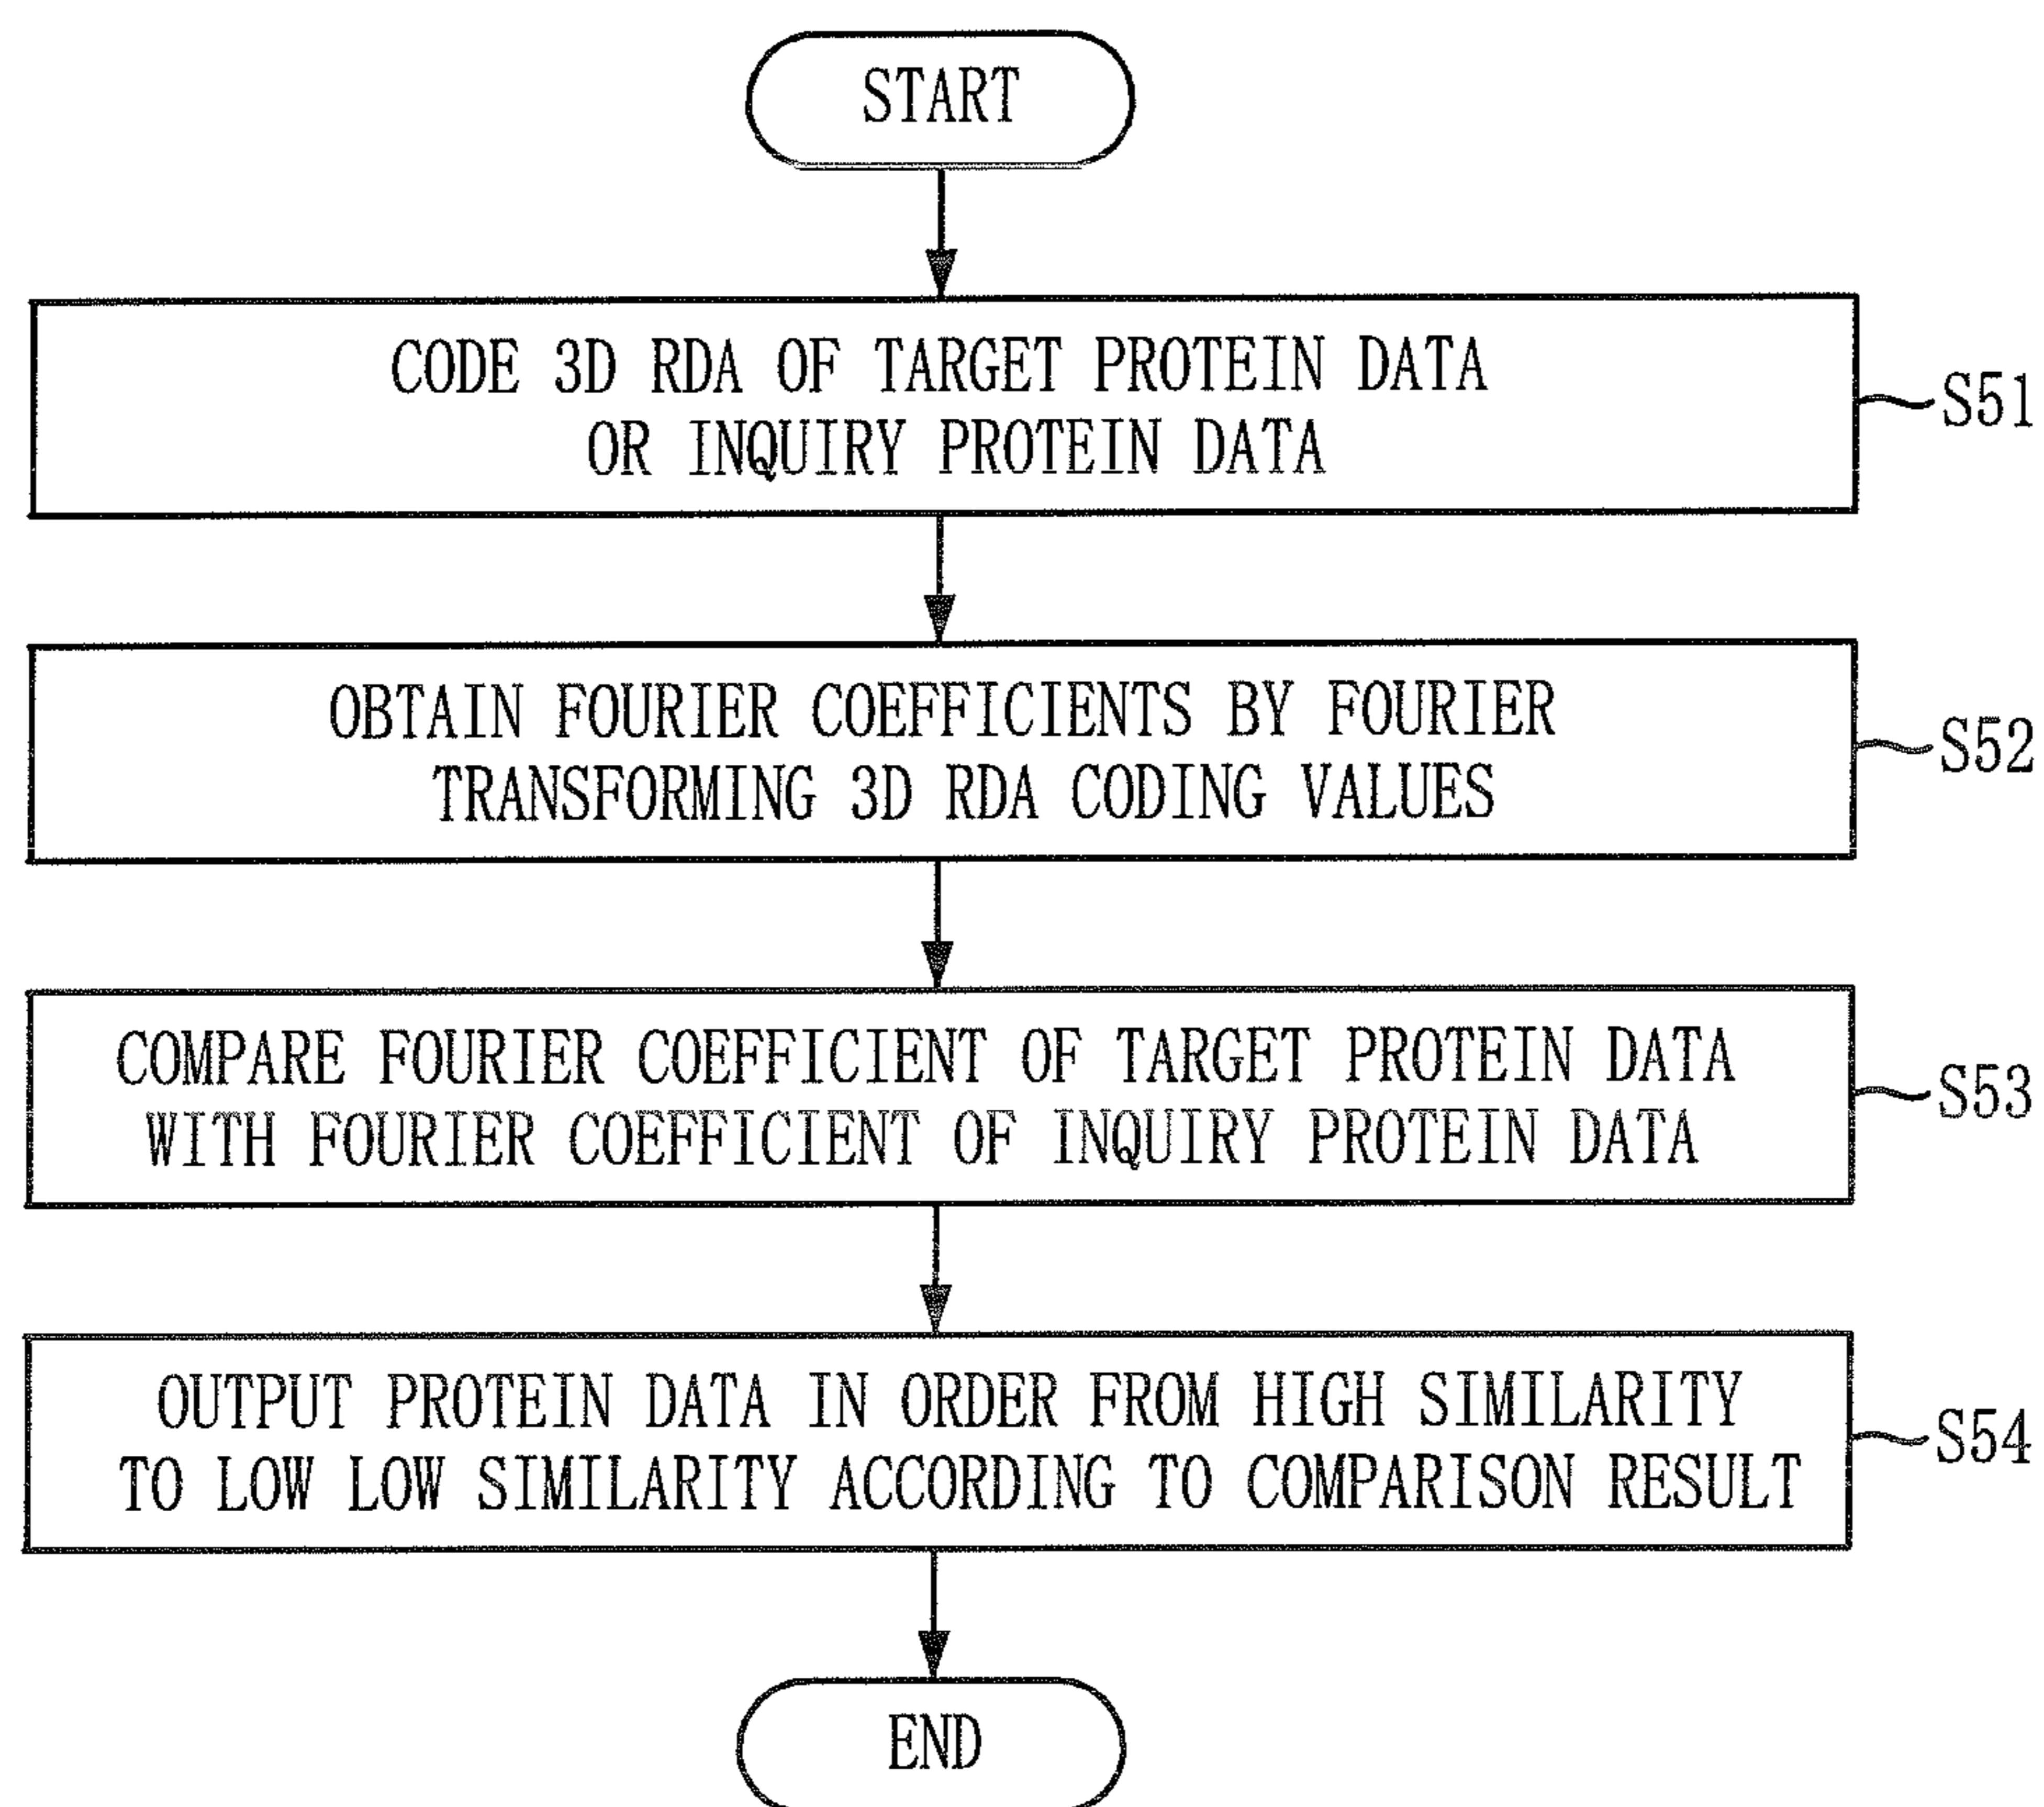 START
CODE 3D RDA OF TARGET PROTEIN DATA
OR INQUIRY PROTEIN DATA
S51
OBTAIN FOURIER COEFFICIENTS BY FOURIER
TRANSFORMING 3D RDA CODING VALUES
S52
COMPARE FOURIER COEFFICIENT OF TARGET PROTEIN DATA
WITH FOURIER COEFFICIENT OF INQUIRY PROTEIN DATA
S53
OUTPUT PROTEIN DATA IN ORDER FROM HIGH SIMILARITY
TO LOW LOW SIMILARITY ACCORDING TO COMPARISON RESULT
S54
END